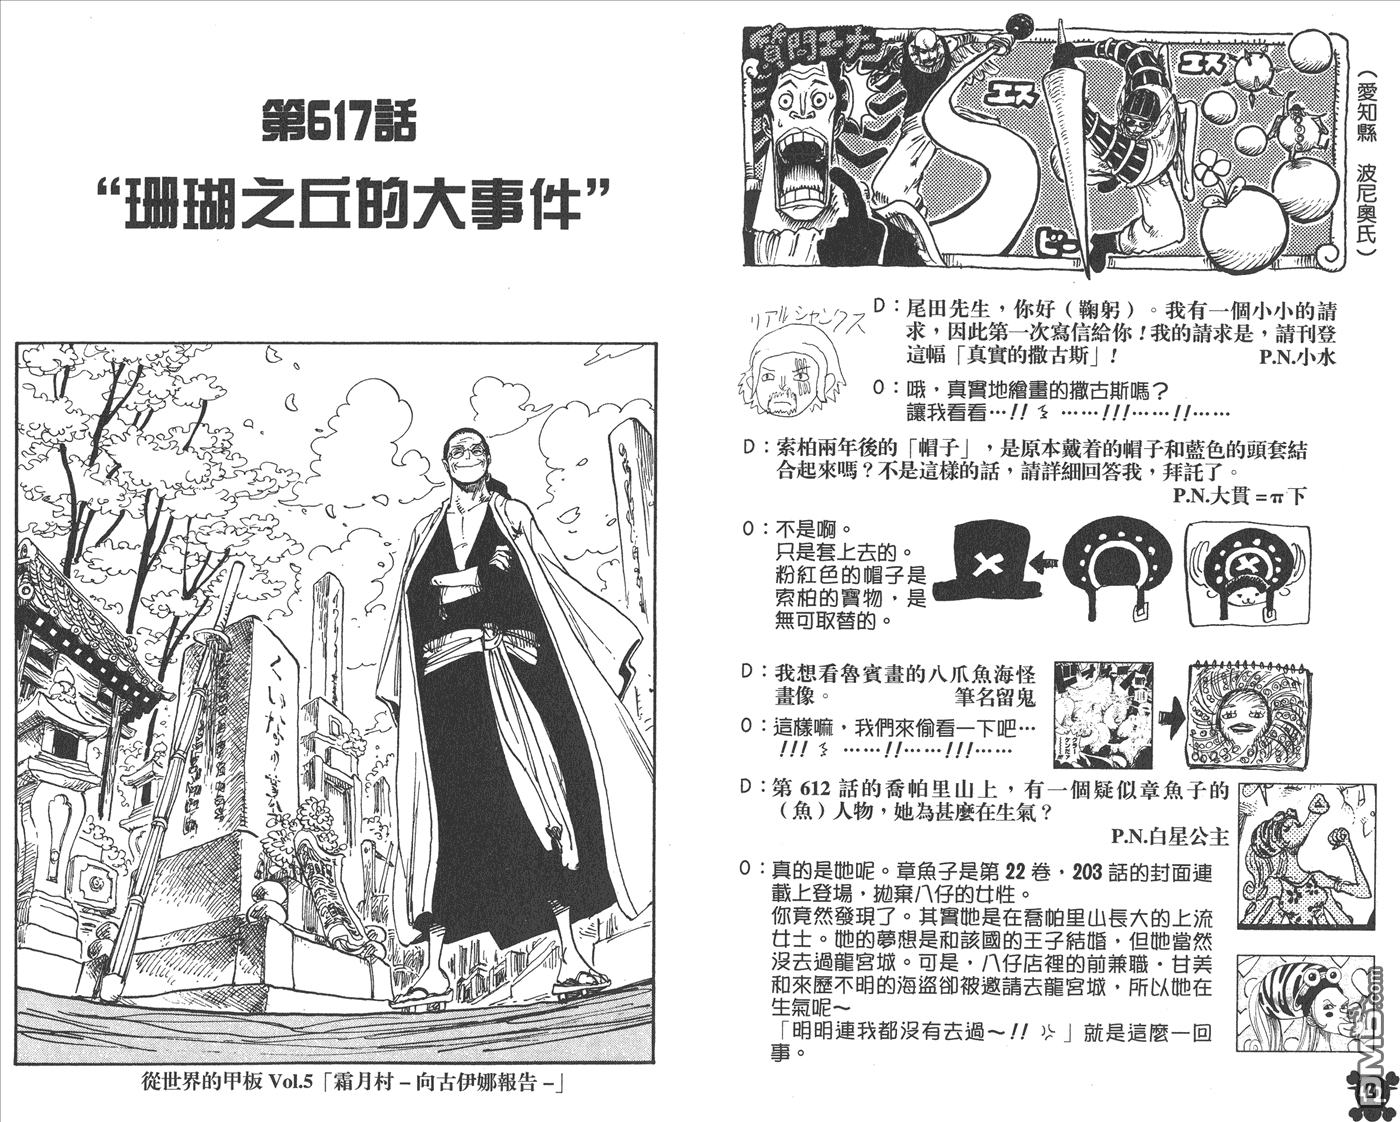 第617話
“珊瑚之丘的大事件”
くいなの墓
從世界的甲板 Vol.5「霜月村－向古伊娜報告－」
質問コーナー
エス
エス
ビー
（愛知縣　波尼奧氏）
リアルシャンクス
D：尾田先生，你好（鞠躬）。我有一個小小的請
求，因此第一次寫信給你！我的請求是，請刊登
這幅「真實的撒古斯」！ P.N.小水
O：哦，真實地繪畫的撒古斯嗎？
讓我看看…!! ……!!!……!!……
D：索柏兩年後的「帽子」，是原本戴着的帽子和藍色的頭套結
合起來嗎？不是這樣的話，請詳細回答我，拜託了。
P.N.大貫=π下
O：不是啊。
只是套上去的。
粉紅色的帽子是
索柏的寶物，是
無可取替的。
D：我想看魯賓畫的八爪魚海怪
畫像。 筆名留鬼
O：這樣嘛，我們來偷看一下吧…
!!! ……!!……!!!……
D：第 612 話的喬帕里山上，有一個疑似章魚子的
（魚）人物，她為甚麼在生氣？
P.N.白星公主
O：真的是她呢。章魚子是第 22 卷，203 話的封面連
載上登場，拋棄八仔的女性。
你竟然發現了。其實她是在喬帕里山長大的上流
女士。她的夢想是和該國的王子結婚，但她當然
沒去過龍宮城。可是，八仔店裡的前兼職・甘美
和來歷不明的海盜卻被邀請去龍宮城，所以她在
生氣呢～
「明明連我都沒有去過～!!」就是這麼一回
事。